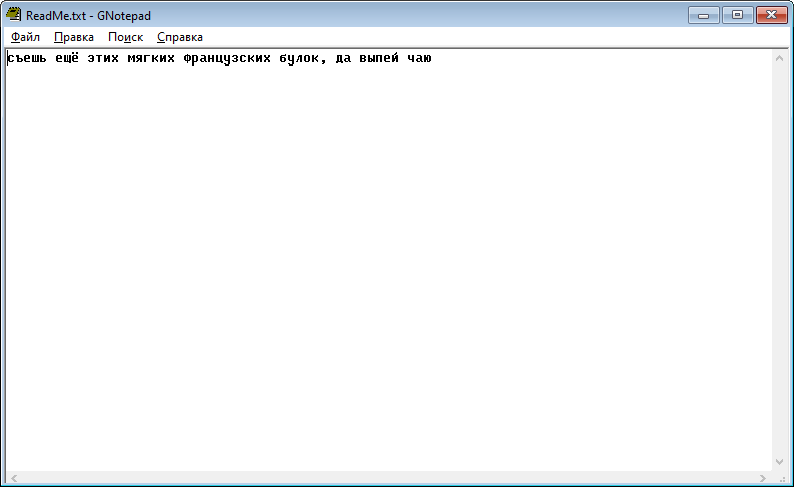 ReadMe.txt - GNotepad
Файл Правка Поиск Справка
съешь ещё этих мягких французских булок, да выпей чаю